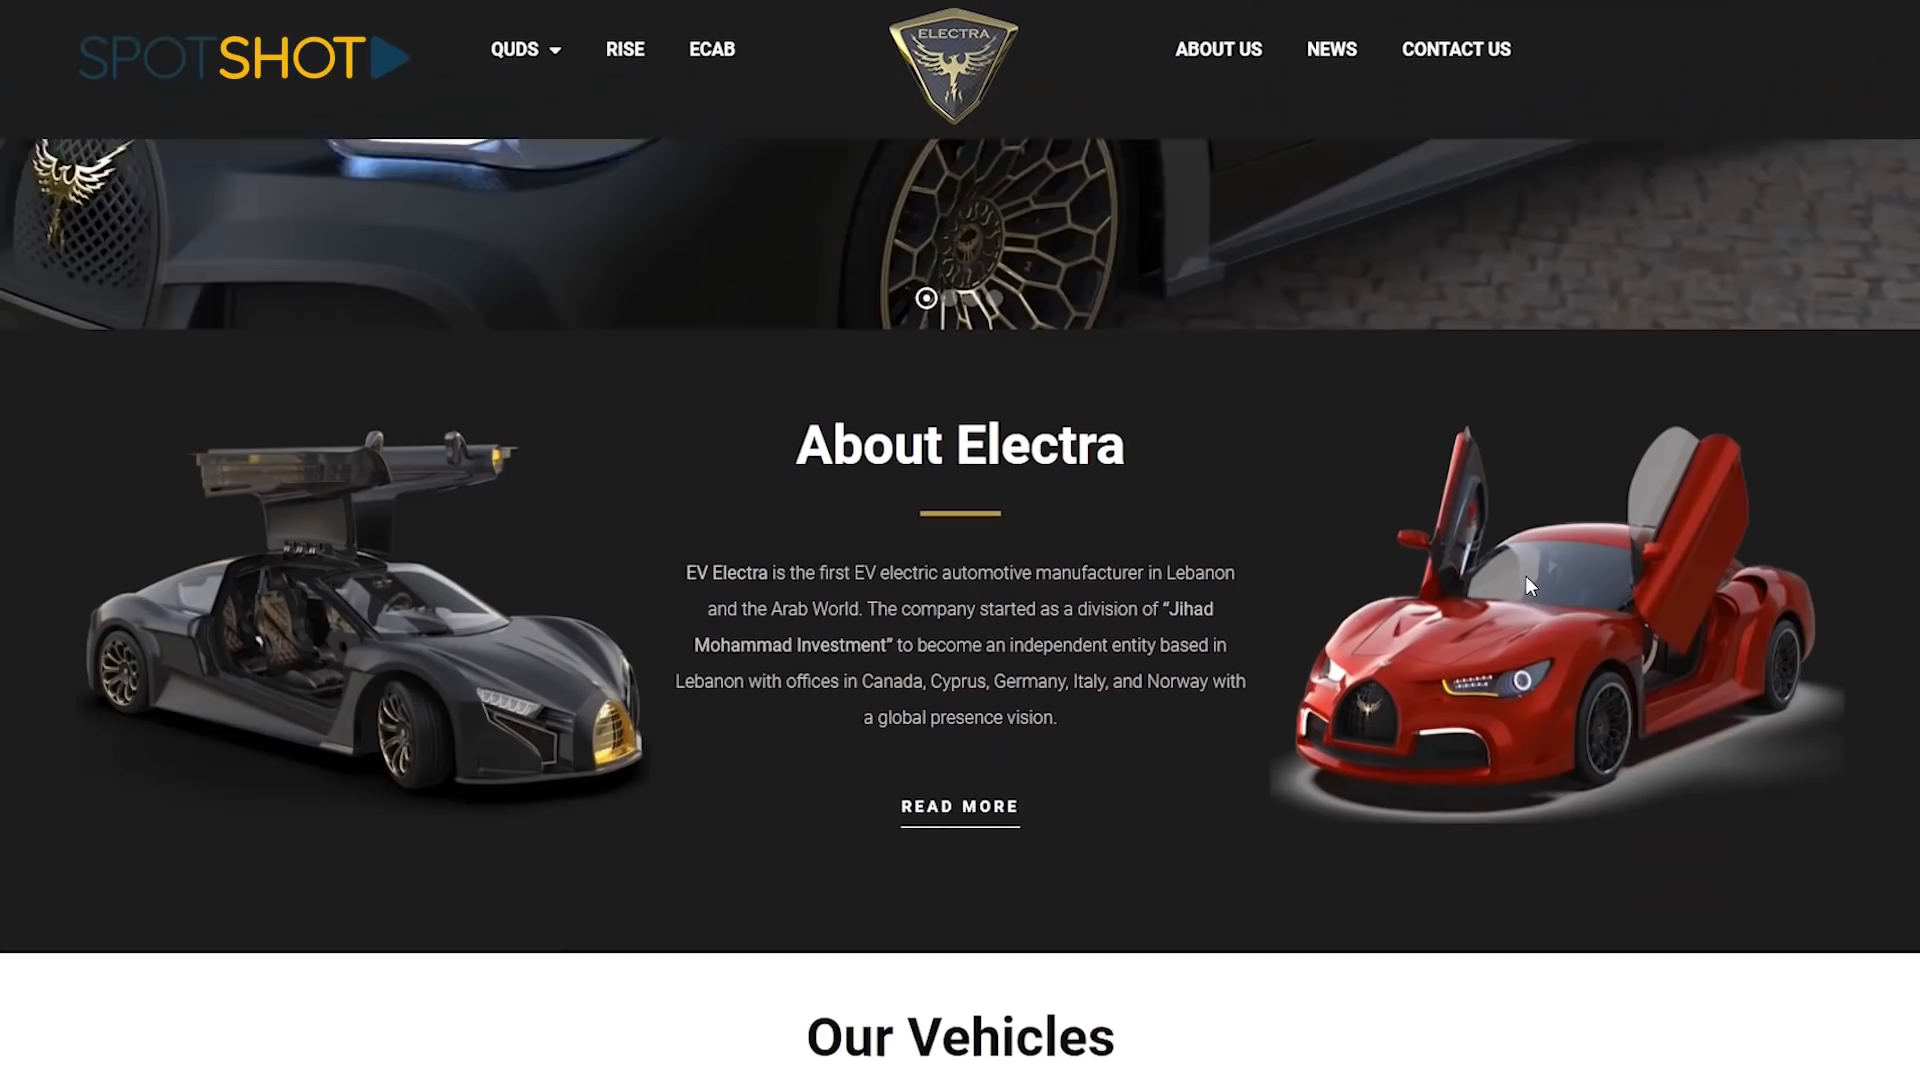 SPOTSHOT
QUDS
RISE
ECAB
ELECTRA
ABOUT US
NEWS
CONTACT US
About Electra
EV Electra is the first EV electric automotive manufacturer in Lebanon
and the Arab World. The company started as a division of “Jihad
Mohammad Investment” to become an independent entity based in
Lebanon with offices in Canada, Cyprus, Germany, Italy, and Norway with
a global presence vision.
READ MORE
Our Vehicles